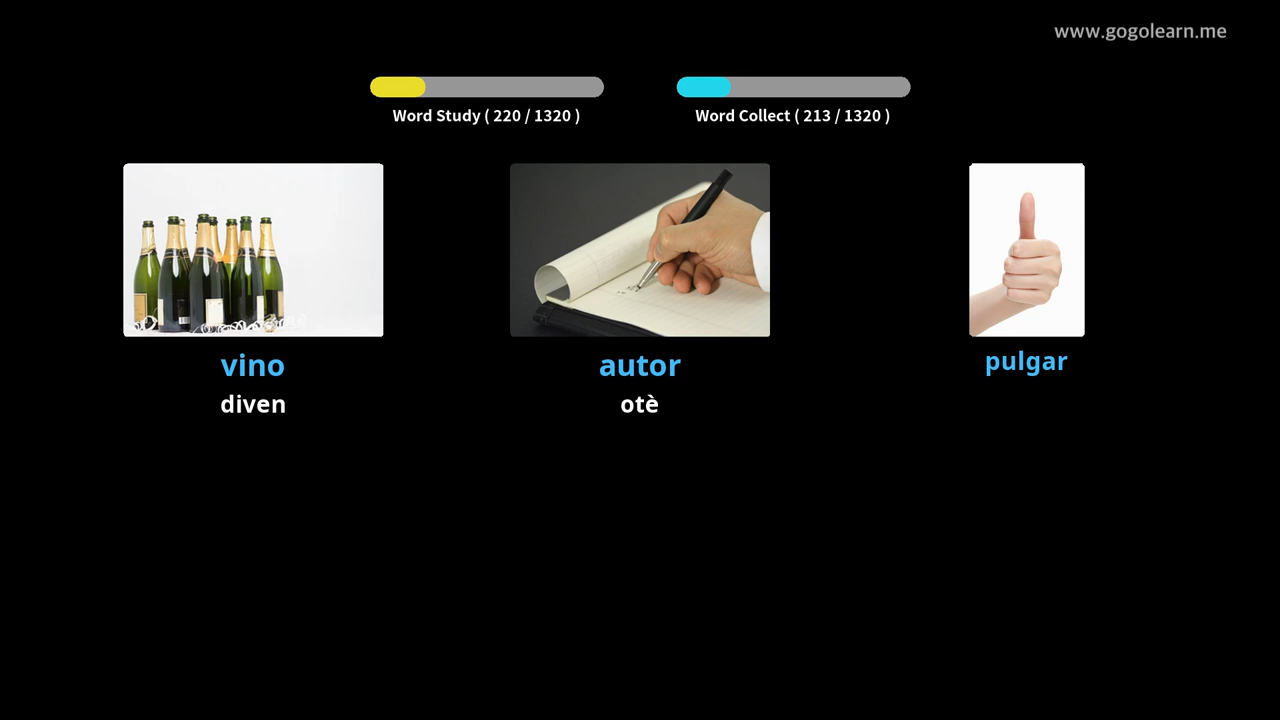 www.gogolearn.me
Word Study ( 220 / 1320 )
Word Collect ( 213 / 1320 )
vino
diven
autor
otè
pulgar